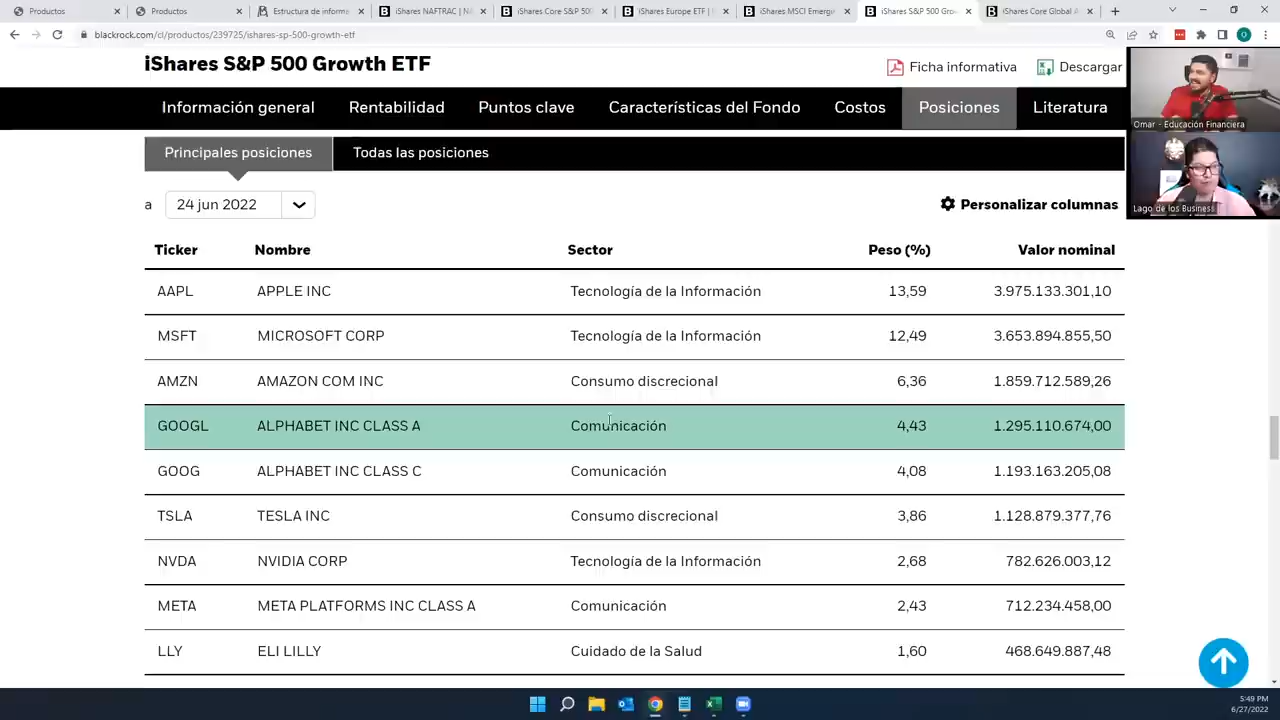 Productos
Productos
Estructura de informe
iShares NAFTRAC | NA
iShares Core S&P 500
iShares Europe ETF |
iShares MSCI Emergin
iShares S&P 500 Grow
iShares Core Global A
blackrock.com/cl/productos/239725/ishares-sp-500-growth-etf
iShares S&P 500 Growth ETF
Ficha informativa
Descargar
Información general
Rentabilidad
Puntos clave
Características del Fondo
Costos
Posiciones
Literatura
Omar - Educación Financiera
Lago de los Business
Principales posiciones
Todas las posiciones
a
24 jun 2022
Personalizar columnas
Ticker Nombre Sector Peso (%) Valor nominal
AAPL APPLE INC Tecnología de la Información 13,59 3.975.133.301,10
MSFT MICROSOFT CORP Tecnología de la Información 12,49 3.653.894.855,50
AMZN AMAZON COM INC Consumo discrecional 6,36 1.859.712.589,26
GOOGL ALPHABET INC CLASS A Comunicación 4,43 1.295.110.674,00
GOOG ALPHABET INC CLASS C Comunicación 4,08 1.193.163.205,08
TSLA TESLA INC Consumo discrecional 3,86 1.128.879.377,76
NVDA NVIDIA CORP Tecnología de la Información 2,68 782.626.003,12
META META PLATFORMS INC CLASS A Comunicación 2,43 712.234.458,00
LLY ELI LILLY Cuidado de la Salud 1,60 468.649.887,48
5:49 PM
6/27/2022